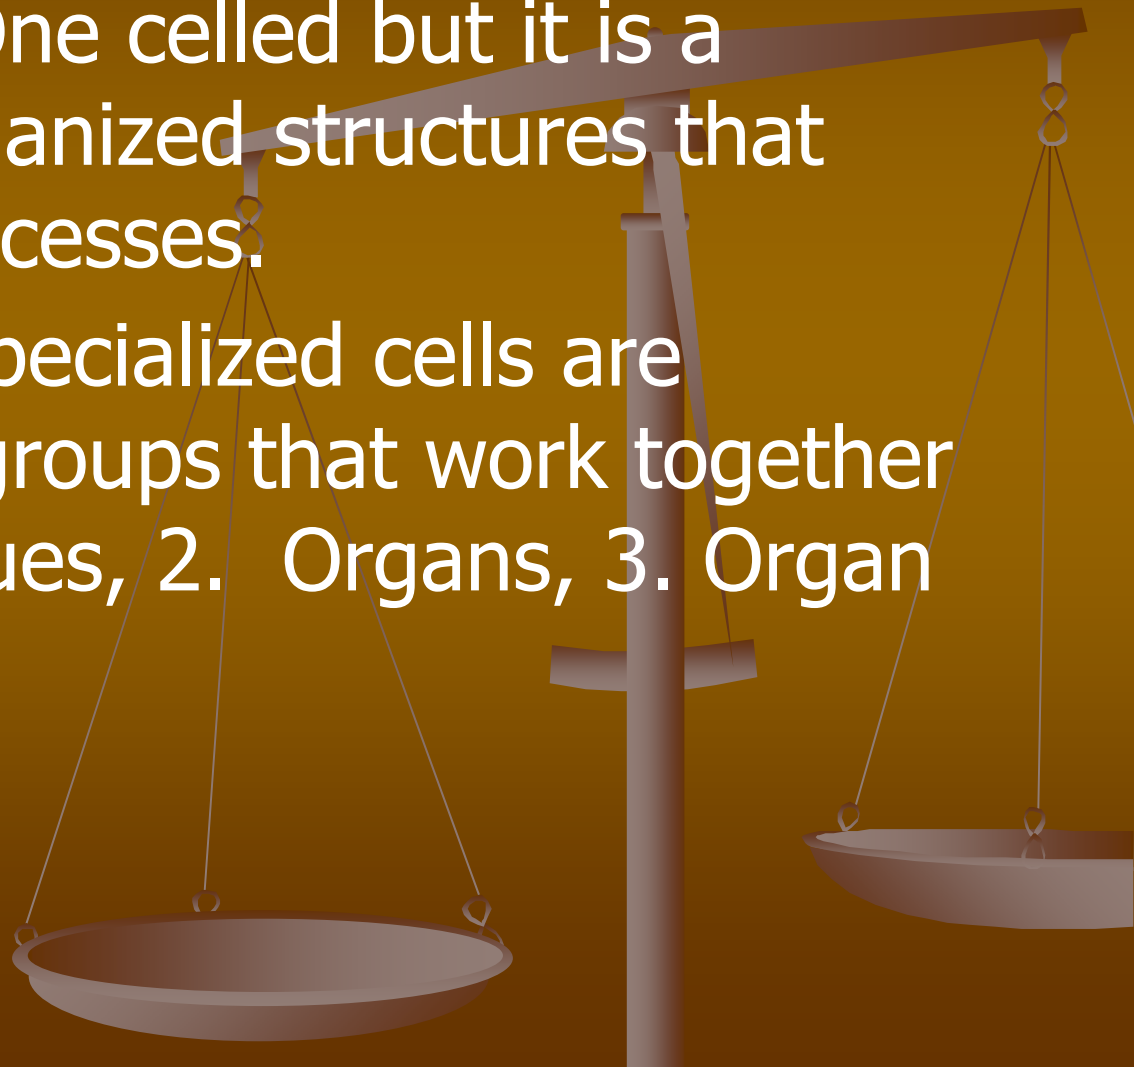 One celled but it is a
anized structures that
cesses.
pecialized cells are
groups that work together
ues, 2. Organs, 3. Organ